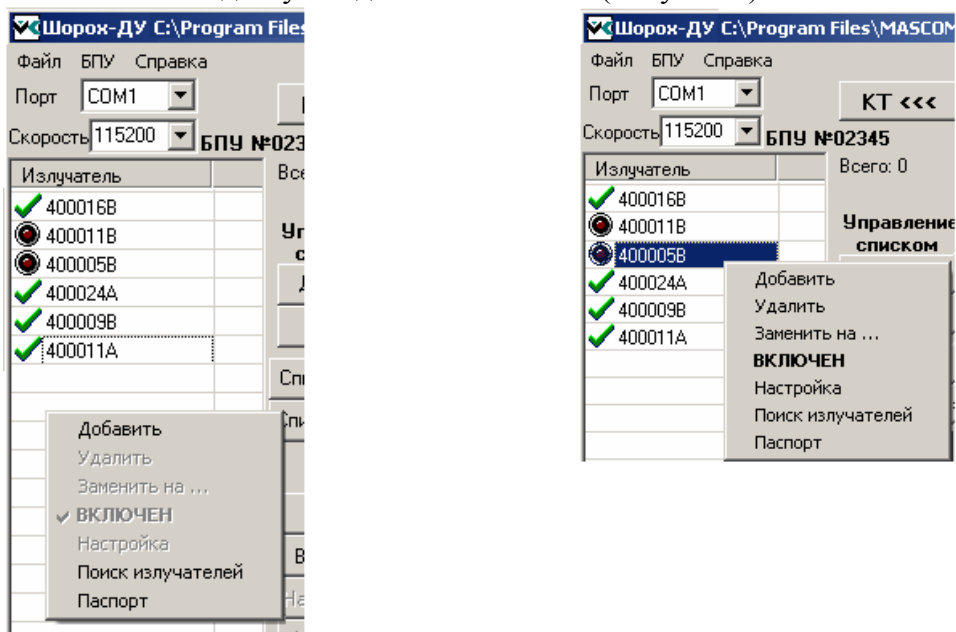 Шорох-ДУ C:\Program Files
Файл БПУ Справка
Порт COM1
Скорость 115200 БПУ №023
Излучатель
400016B
400011B
400005B
400024A
400009B
400011A
Добавить
Удалить
Заменить на ...
ВКЛЮЧЕН
Настройка
Поиск излучателей
Паспорт
Шорох-ДУ C:\Program Files\MASCOM
Файл БПУ Справка
Порт COM1 КТ <<<
Скорость 115200 БПУ №02345
Излучатель Всего: 0
400016B
400011B Управление
400005B списком
400024A
400009B
400011A
Добавить
Удалить
Заменить на ...
ВКЛЮЧЕН
Настройка
Поиск излучателей
Паспорт